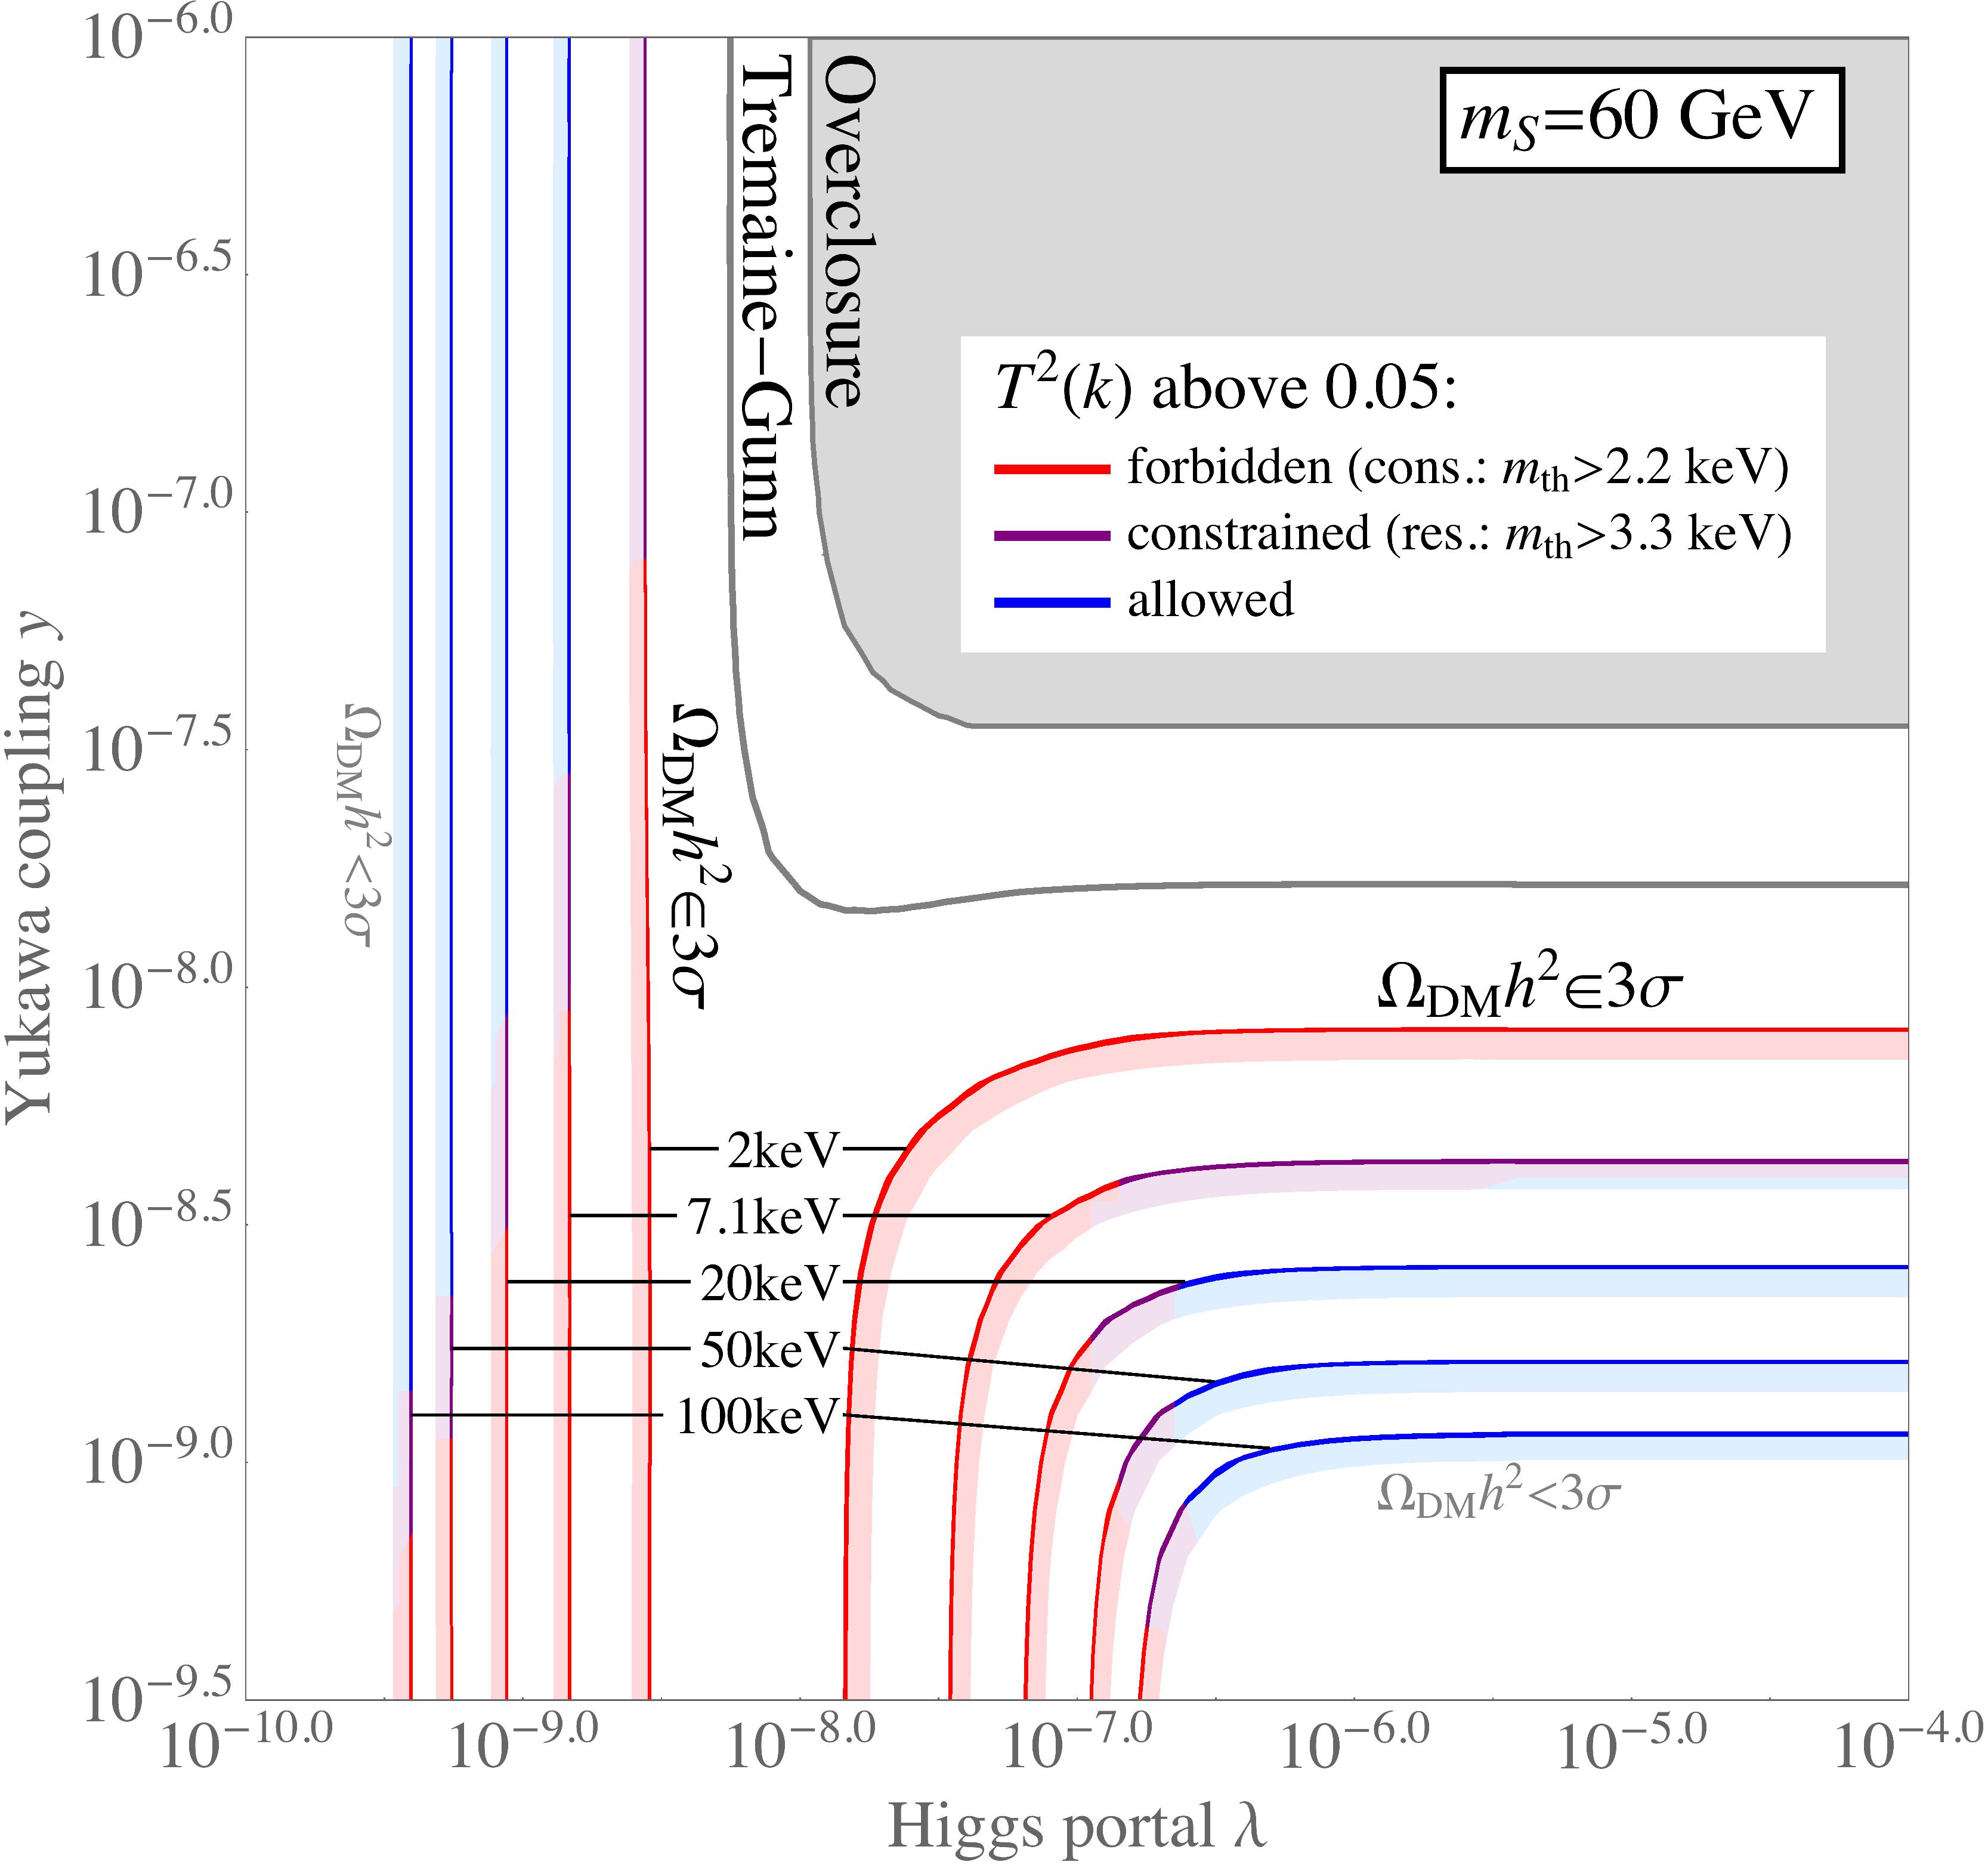 10^−6.0
10^−6.5
10^−7.0
10^−7.5
10^−8.0
10^−8.5
10^−9.0
10^−9.5
Yukawa coupling y
Ω_DM h²<3σ
Ω_DM h²∈3σ
Tremaine–Gunn
Overclosure
m_S=60 GeV
T²(k) above 0.05:
forbidden (cons.: m_th>2.2 keV)
constrained (res.: m_th>3.3 keV)
allowed
Ω_DM h²∈3σ
2keV
7.1keV
20keV
50keV
100keV
Ω_DM h²<3σ
10^−10.0 10^−9.0 10^−8.0 10^−7.0 10^−6.0 10^−5.0 10^−4.0
Higgs portal λ